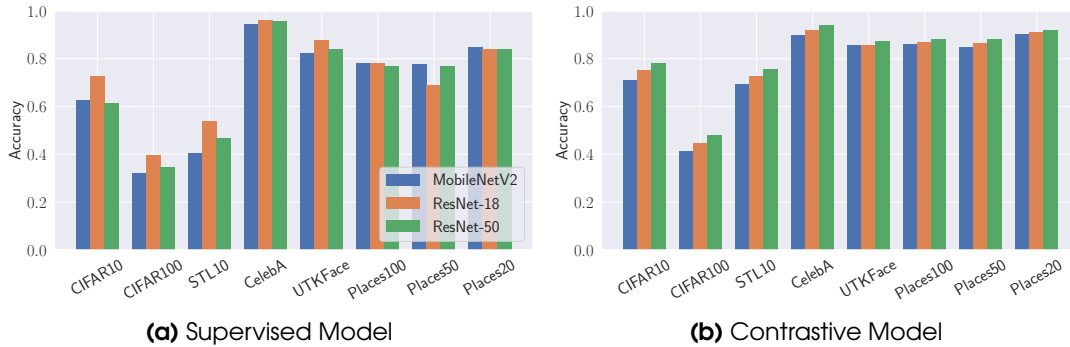 1.0
0.8
0.6
0.4
0.2
0.0
Accuracy
MobileNetV2
ResNet-18
ResNet-50
CIFAR10
CIFAR100
STL10
CelebA
UTKFace
Places100
Places50
Places20
(a) Supervised Model
1.0
0.8
0.6
0.4
0.2
0.0
Accuracy
CIFAR10
CIFAR100
STL10
CelebA
UTKFace
Places100
Places50
Places20
(b) Contrastive Model